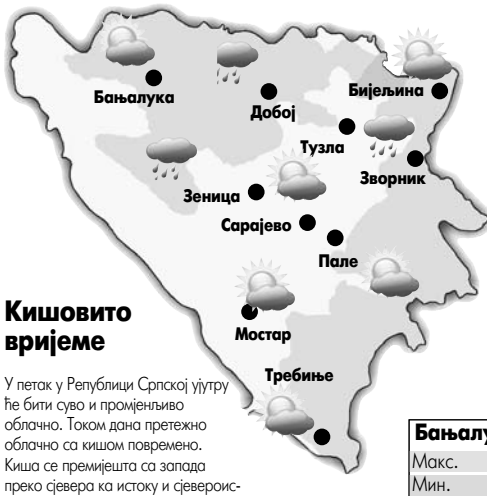 Бањалука
Добој
Бијељина
Тузла
Зворник
Зеница
Сарајево
Пале
Мостар
Требиње
Кишовито
вријеме
У петак у Републици Српској ујутру
ће бити суво и промјенљиво
облачно. Током дана претежно
облачно са кишом повремено.
Киша се премијешта са запада
преко сјевера ка истоку и сјевероис-
Бањалу
Макс.
Мин.